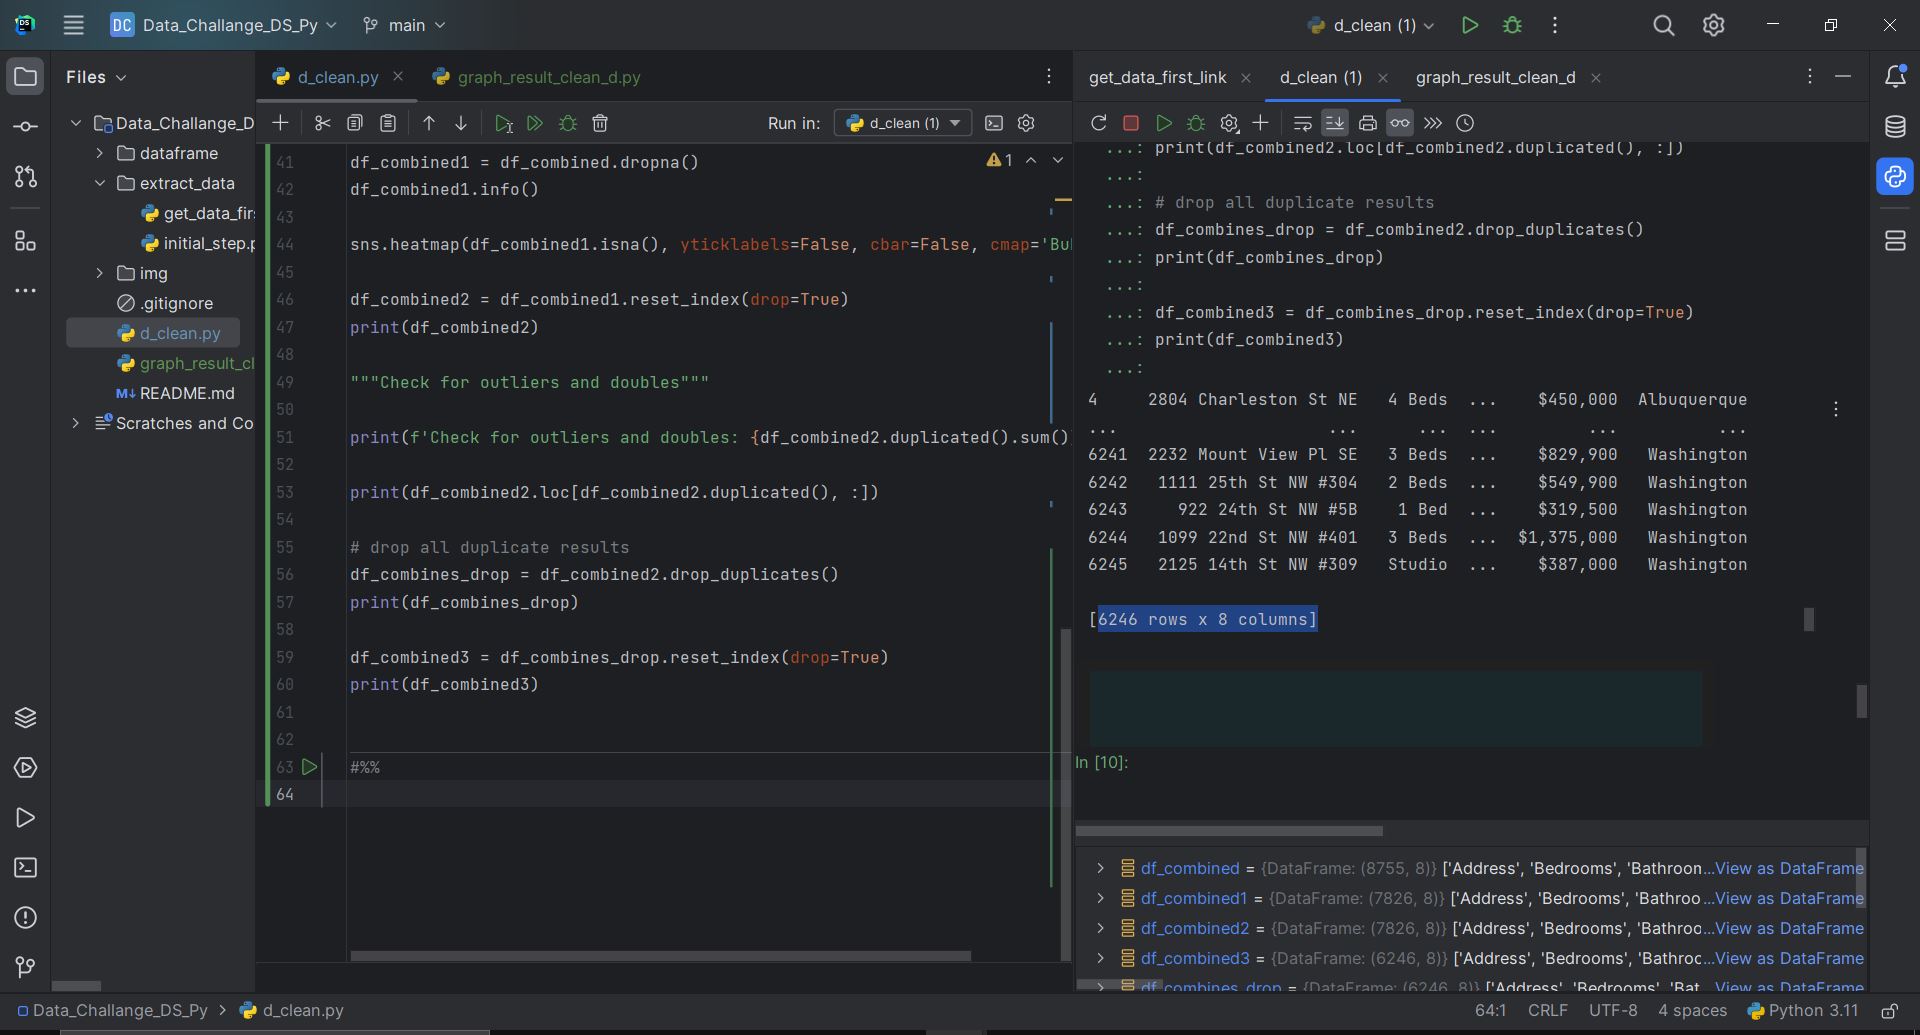 DS
DC Data_Challange_DS_Py main
d_clean (1)
Files
Data_Challange_D
dataframe
extract_data
get_data_fir
initial_step.p
img
.gitignore
d_clean.py
graph_result_cl
M↓ README.md
Scratches and Co
d_clean.py
graph_result_clean_d.py
Run in: d_clean (1)
1
41 df_combined1 = df_combined.dropna()
42 df_combined1.info()
43
44 sns.heatmap(df_combined1.isna(), yticklabels=False, cbar=False, cmap='Bu
45
46 df_combined2 = df_combined1.reset_index(drop=True)
47 print(df_combined2)
48
49 """Check for outliers and doubles"""
50
51 print(f'Check for outliers and doubles: {df_combined2.duplicated().sum()
52
53 print(df_combined2.loc[df_combined2.duplicated(), :])
54
55 # drop all duplicate results
56 df_combines_drop = df_combined2.drop_duplicates()
57 print(df_combines_drop)
58
59 df_combined3 = df_combines_drop.reset_index(drop=True)
60 print(df_combined3)
61
62
63 #%%
64
get_data_first_link d_clean (1) graph_result_clean_d
...: print(df_combined2.loc[df_combined2.duplicated(), :])
...:
...: # drop all duplicate results
...: df_combines_drop = df_combined2.drop_duplicates()
...: print(df_combines_drop)
...:
...: df_combined3 = df_combines_drop.reset_index(drop=True)
...: print(df_combined3)
...:
4 2804 Charleston St NE 4 Beds ... $450,000 Albuquerque
... ... ... ... ... ...
6241 2232 Mount View Pl SE 3 Beds ... $829,900 Washington
6242 1111 25th St NW #304 2 Beds ... $549,900 Washington
6243 922 24th St NW #5B 1 Bed ... $319,500 Washington
6244 1099 22nd St NW #401 3 Beds ... $1,375,000 Washington
6245 2125 14th St NW #309 Studio ... $387,000 Washington
[6246 rows x 8 columns]
In [10]:
df_combined = {DataFrame: (8755, 8)} ['Address', 'Bedrooms', 'Bathroon...View as DataFrame
df_combined1 = {DataFrame: (7826, 8)} ['Address', 'Bedrooms', 'Bathroo...View as DataFrame
df_combined2 = {DataFrame: (7826, 8)} ['Address', 'Bedrooms', 'Bathroo...View as DataFrame
df_combined3 = {DataFrame: (6246, 8)} ['Address', 'Bedrooms', 'Bathroo...View as DataFrame
df_combines_drop = {DataFrame: (6246, 8)} ['Address', 'Bedrooms', 'Bat...View as DataFrame
Data_Challange_DS_Py > d_clean.py
64:1 CRLF UTF-8 4 spaces Python 3.11